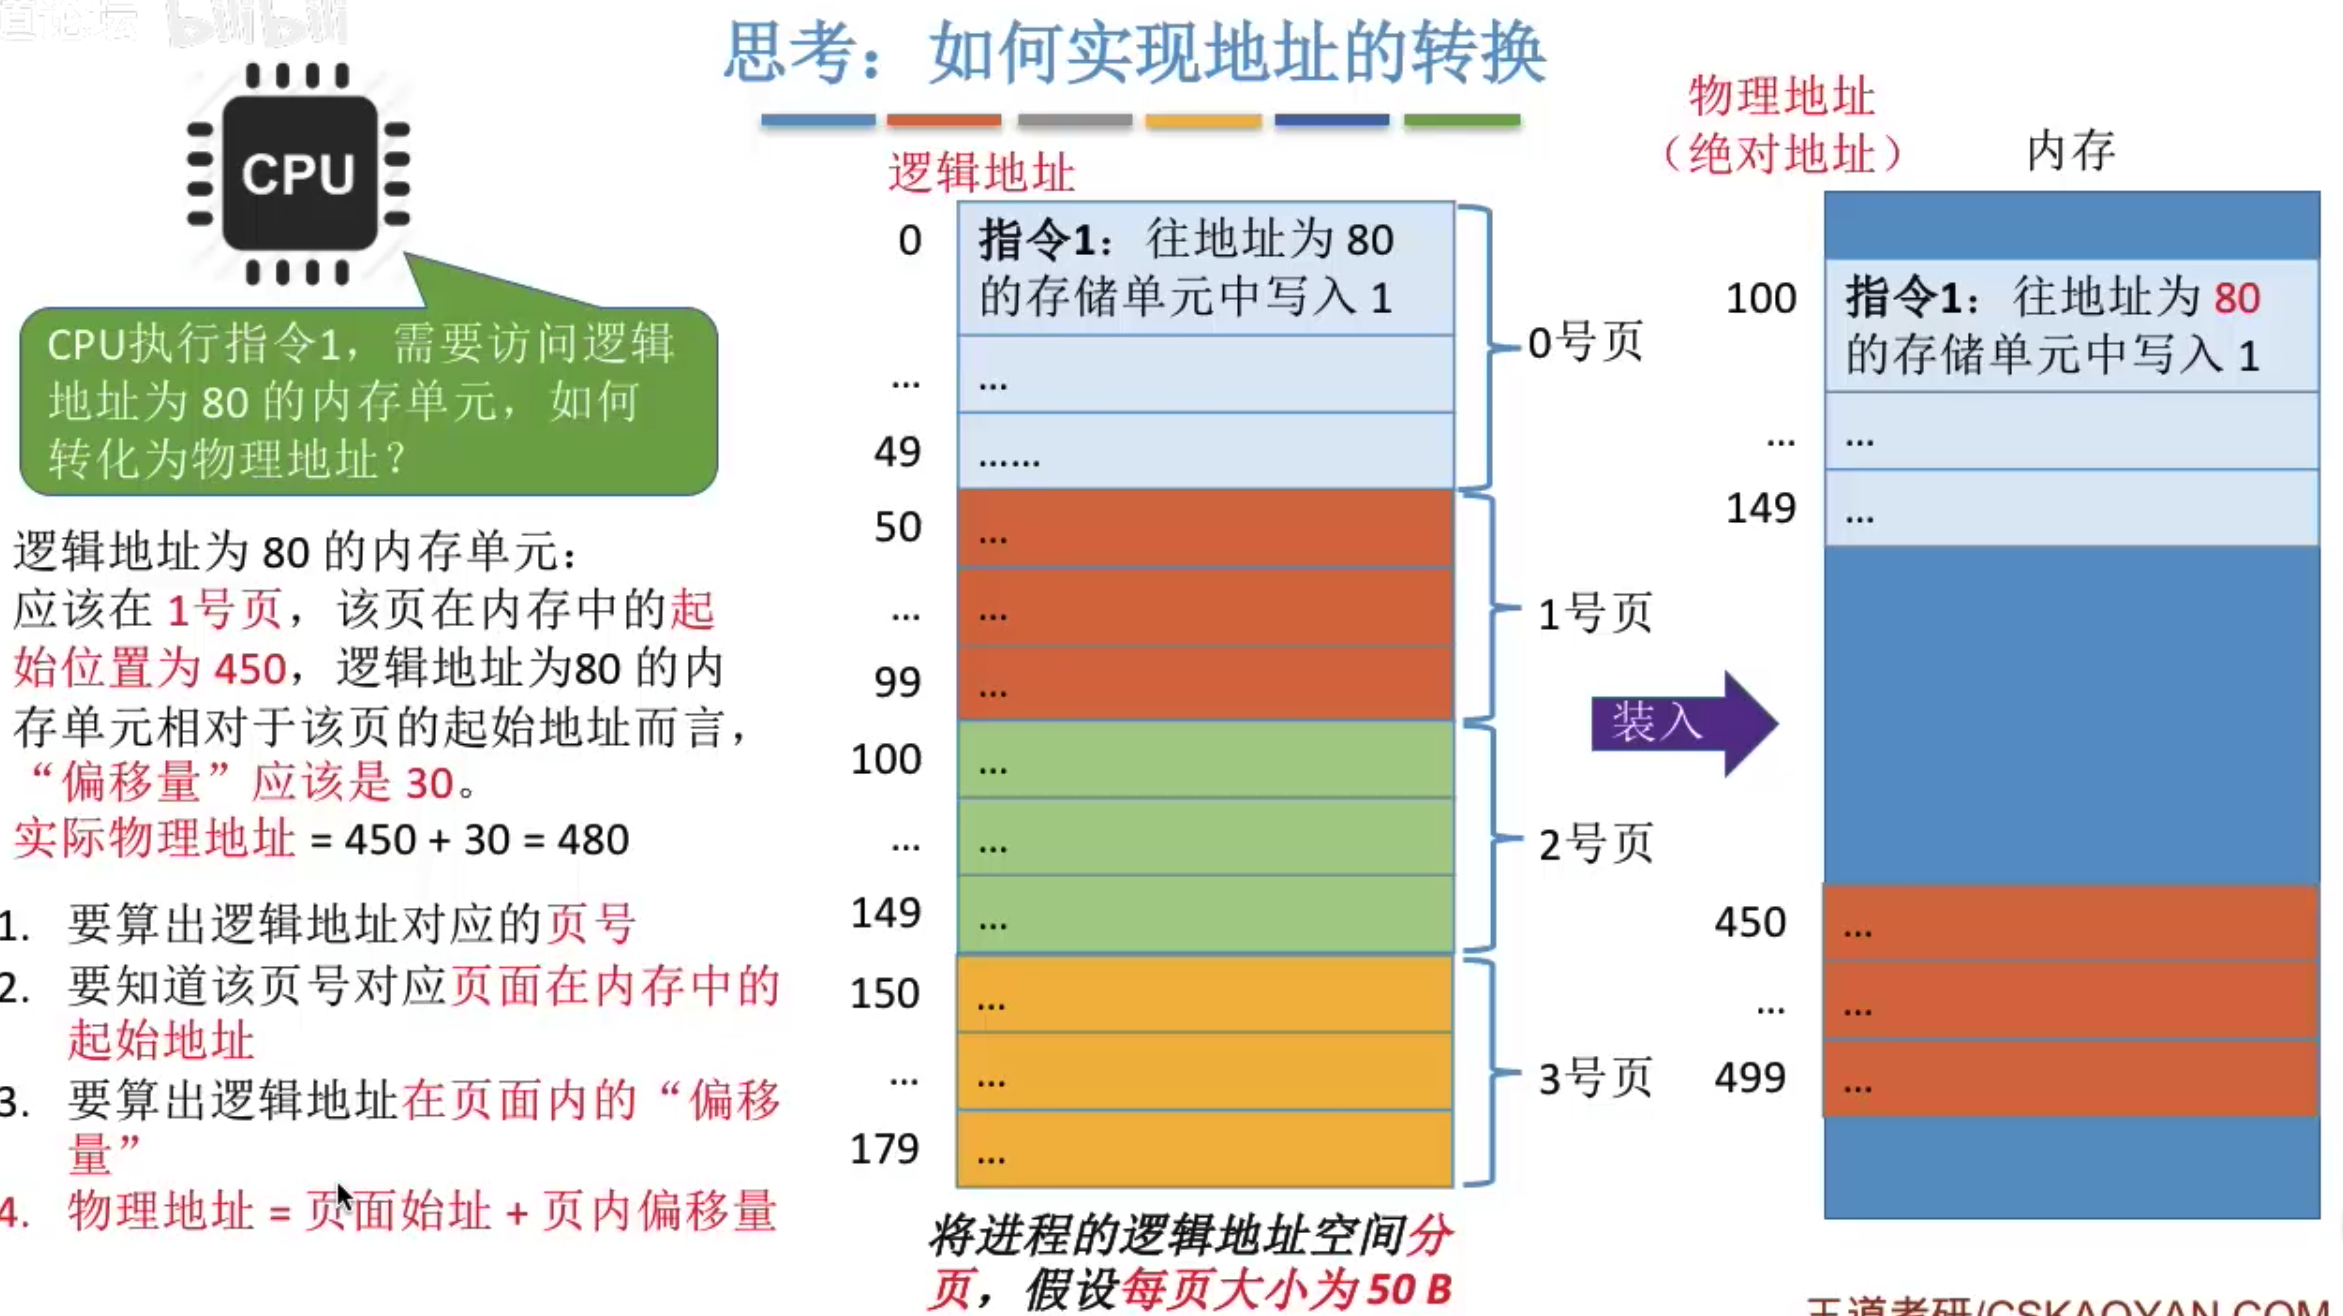 bilibili
思考：如何实现地址的转换
CPU
CPU执行指令1，需要访问逻辑
地址为 80 的内存单元，如何
转化为物理地址？
逻辑地址为 80 的内存单元：
应该在 1号页，该页在内存中的起
始位置为 450，逻辑地址为80 的内
存单元相对于该页的起始地址而言，
“偏移量”应该是 30。
实际物理地址 = 450 + 30 = 480
1. 要算出逻辑地址对应的页号
2. 要知道该页号对应页面在内存中的
起始地址
3. 要算出逻辑地址在页面内的“偏移
量”
4. 物理地址 = 页面始址 + 页内偏移量
逻辑地址
0
指令1：往地址为 80
的存储单元中写入 1
... ...
49 ......
50 ...
... ...
99 ...
100 ...
... ...
149 ...
150 ...
... ...
179 ...
0号页
1号页
2号页
3号页
将进程的逻辑地址空间分
页，假设每页大小为 50 B
装入
物理地址
（绝对地址）
内存
100
指令1：往地址为 80
的存储单元中写入 1
... ...
149 ...
450 ...
... ...
499 ...
王道考研/CSKAOYAN.COM